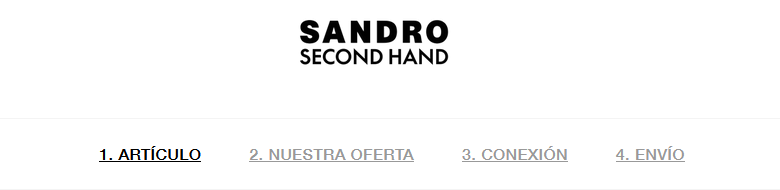 SANDRO
SECOND HAND
1. ARTÍCULO 2. NUESTRA OFERTA 3. CONEXIÓN 4. ENVÍO